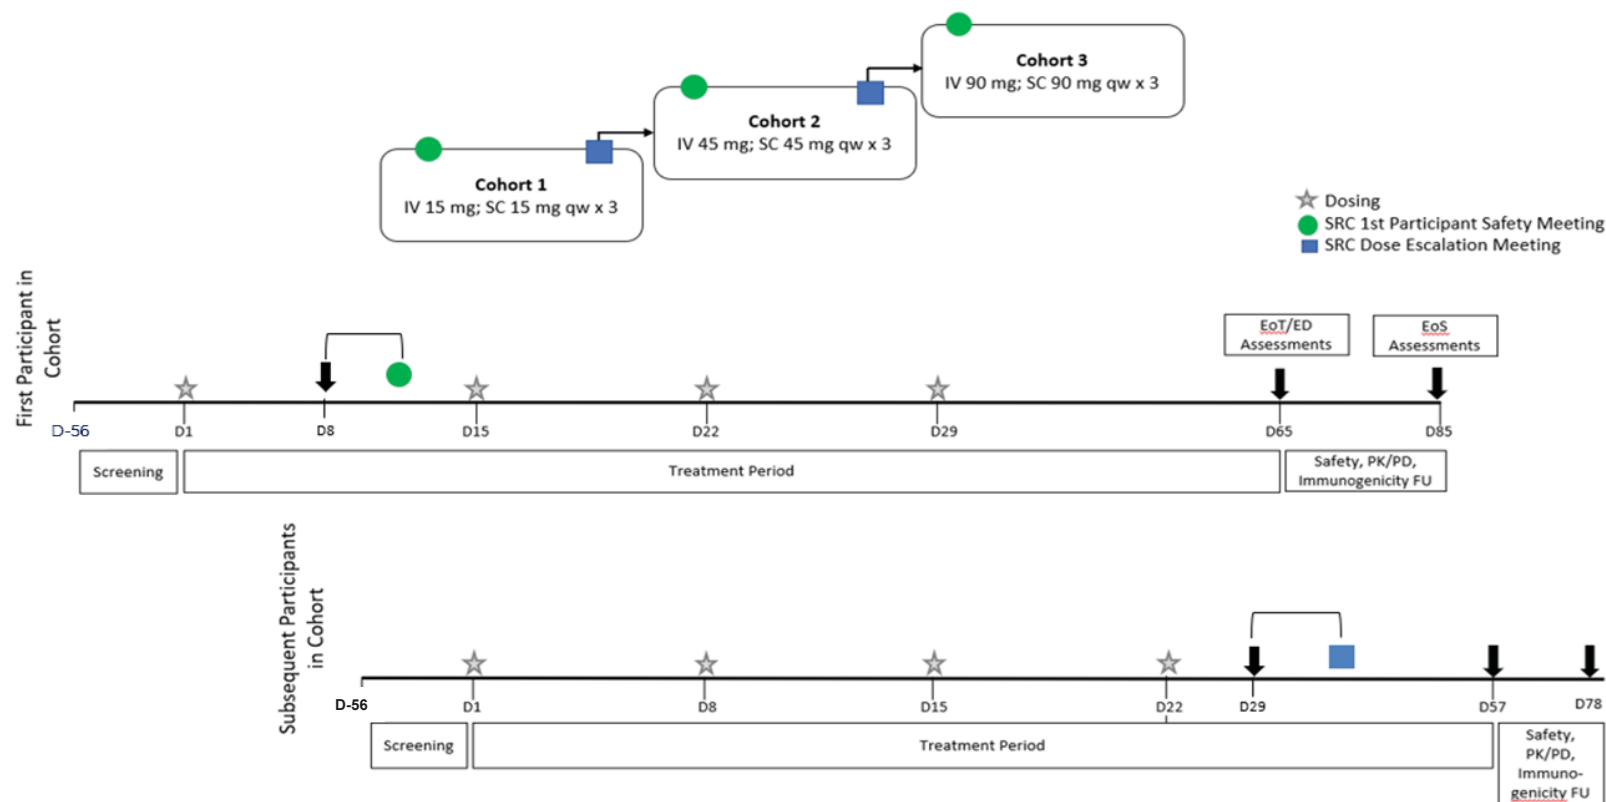 Cohort 3
IV 90 mg; SC 90 mg qw x 3
Cohort 2
IV 45 mg; SC 45 mg qw x 3
Cohort 1
IV 15 mg; SC 15 mg qw x 3
Dosing
SRC 1st Participant Safety Meeting
SRC Dose Escalation Meeting
First Participant in
Cohort
EoT/ED
Assessments
EoS
Assessments
D-56
D1
D8
D15
D22
D29
D65
D85
Screening
Treatment Period
Safety, PK/PD,
Immunogenicity FU
Subsequent Participants
in Cohort
D-56
D1
D8
D15
D22
D29
D57
D78
Screening
Treatment Period
Safety,
PK/PD,
Immuno-
genicity FU